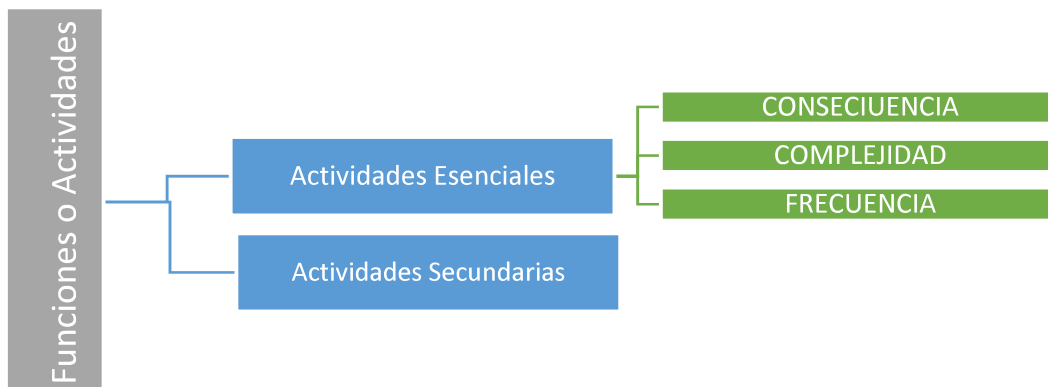 Funciones o Actividades
Actividades Esenciales
CONSECIUENCIA
COMPLEJIDAD
FRECUENCIA
Actividades Secundarias